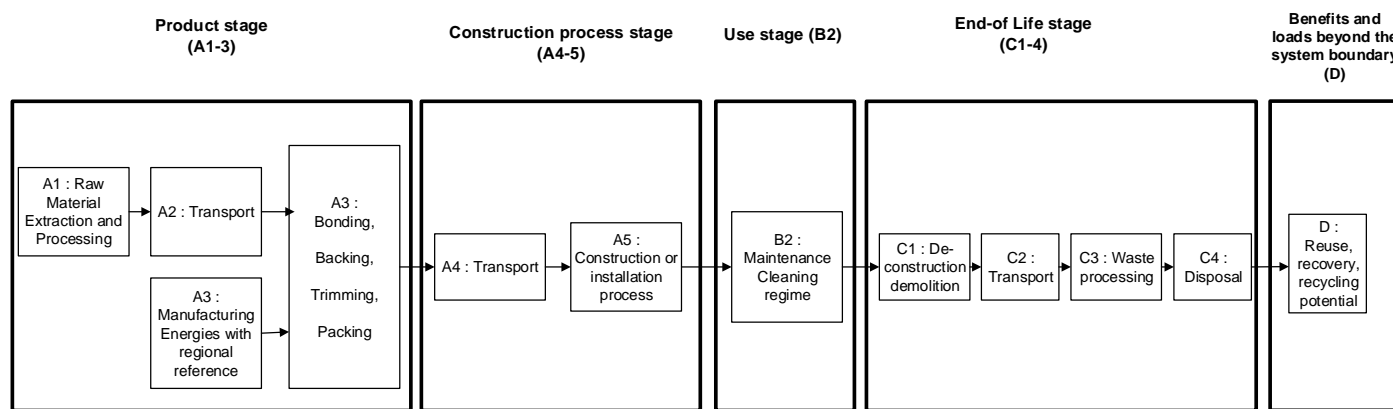 Product stage
(A1-3)
Construction process stage
(A4-5)
Use stage (B2)
End-of Life stage
(C1-4)
Benefits and
loads beyond the
system boundary
(D)
A1 : Raw
Material
Extraction and
Processing
A2 : Transport
A3 :
Manufacturing
Energies with
regional
reference
A3 :
Bonding,
Backing,
Trimming,
Packing
A4 : Transport
A5 :
Construction or
installation
process
B2 :
Maintenance
Cleaning
regime
C1 : De-
construction
demolition
C2 :
Transport
C3 : Waste
processing
C4 :
Disposal
D :
Reuse,
recovery,
recycling
potential